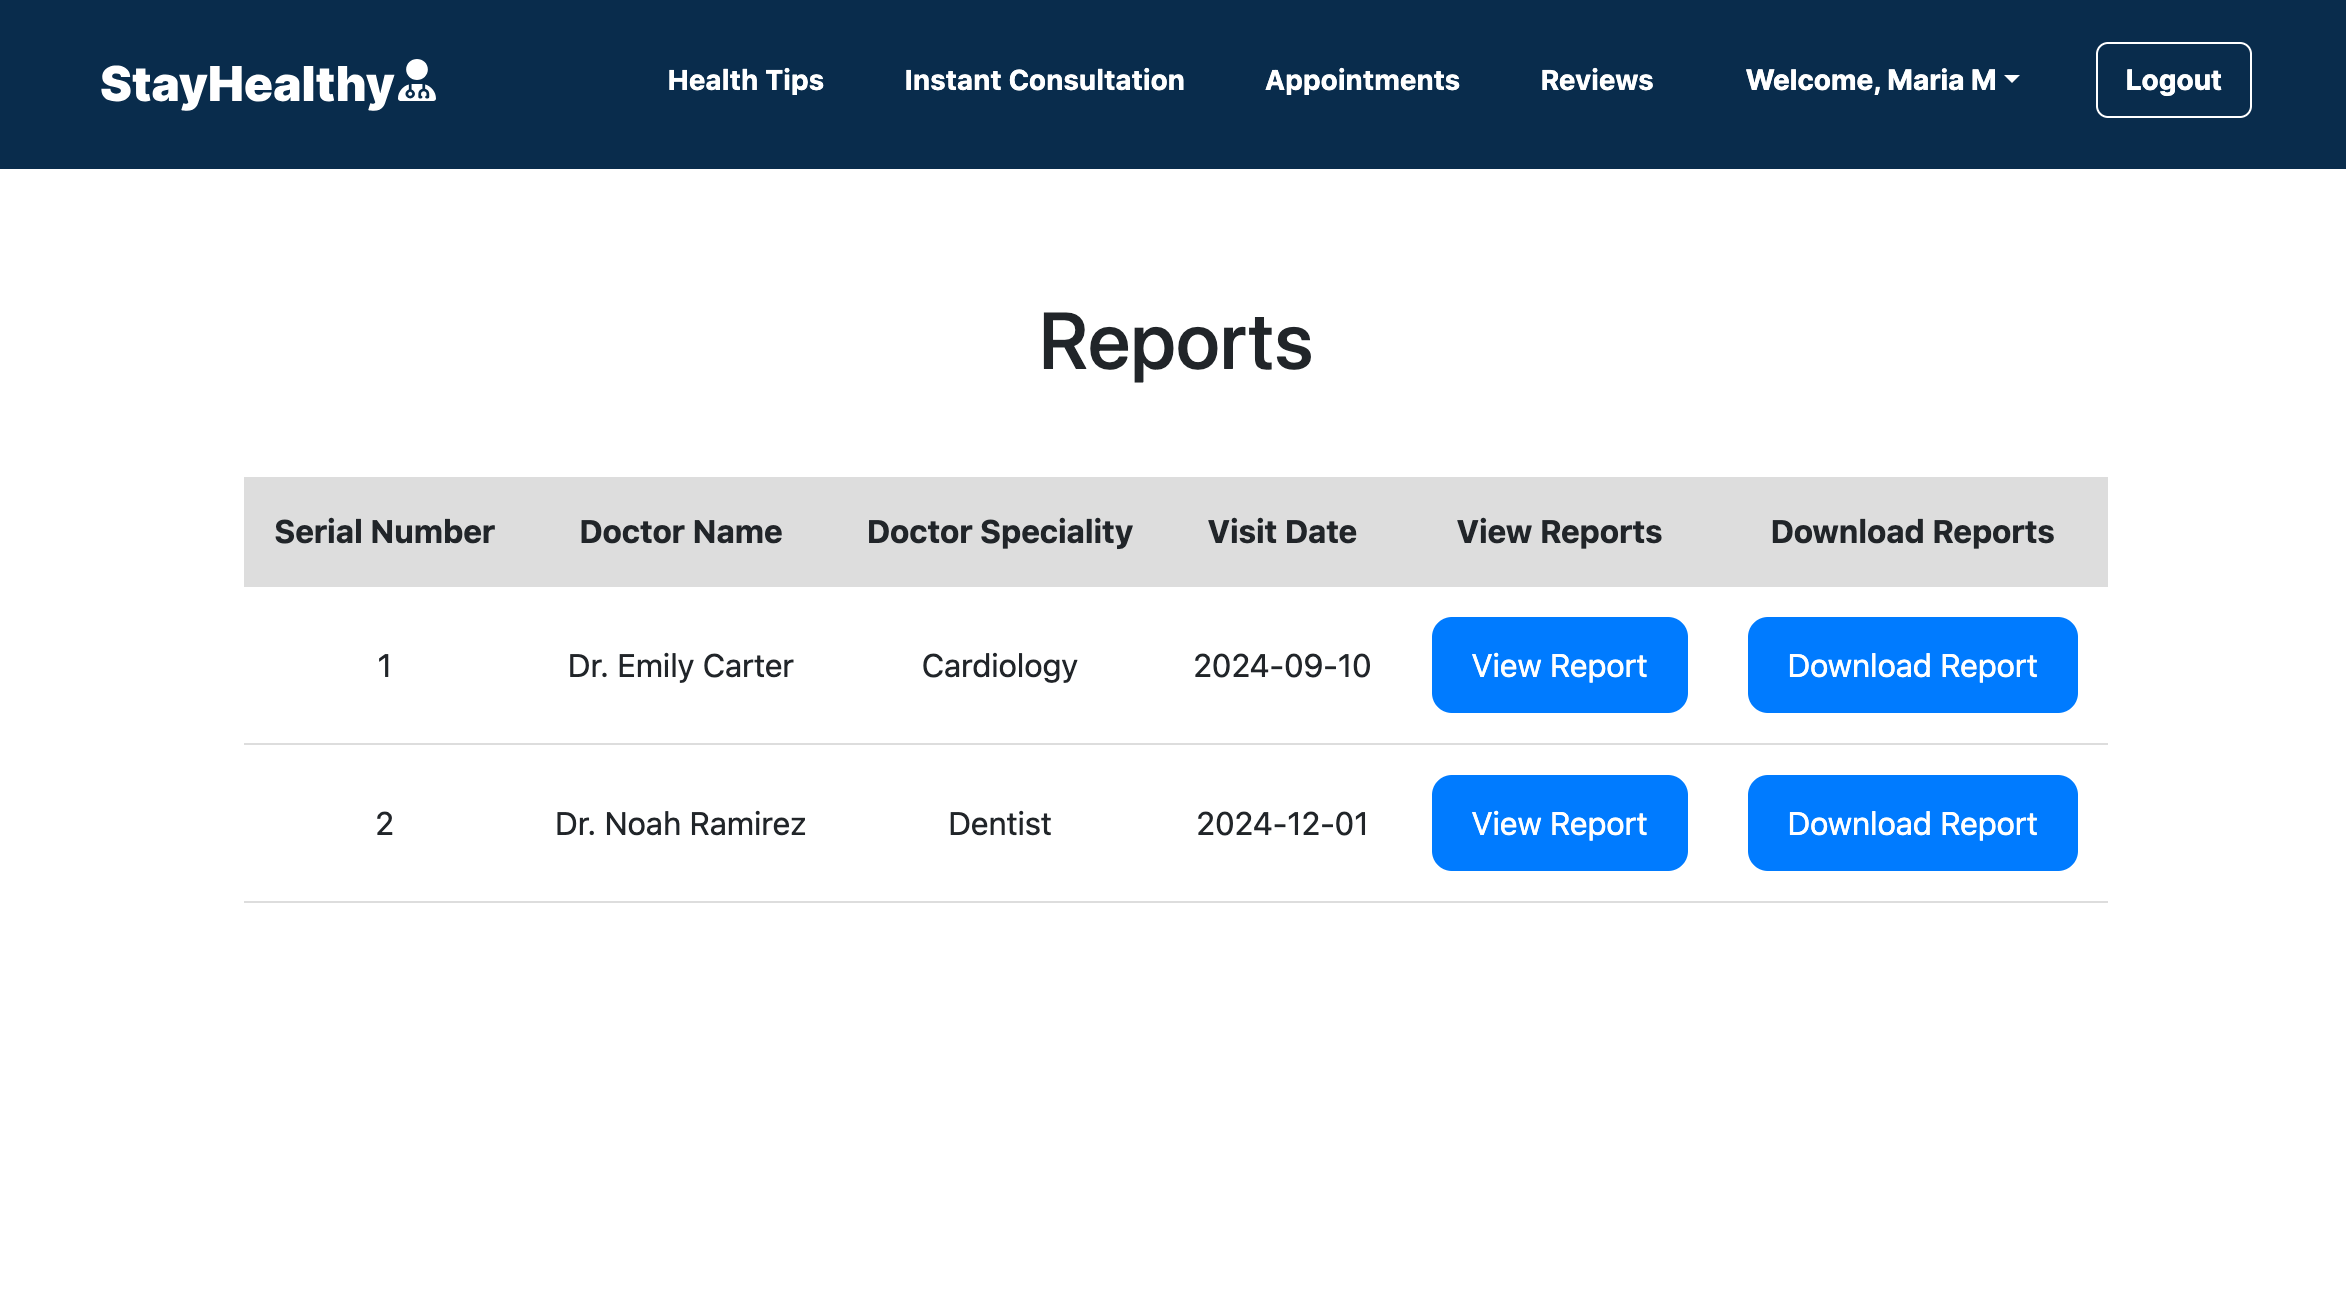 StayHealthy Health Tips Instant Consultation Appointments Reviews Welcome, Maria M Logout
Reports
Serial Number Doctor Name Doctor Speciality Visit Date View Reports Download Reports
1 Dr. Emily Carter Cardiology 2024-09-10 View Report Download Report
2 Dr. Noah Ramirez Dentist 2024-12-01 View Report Download Report